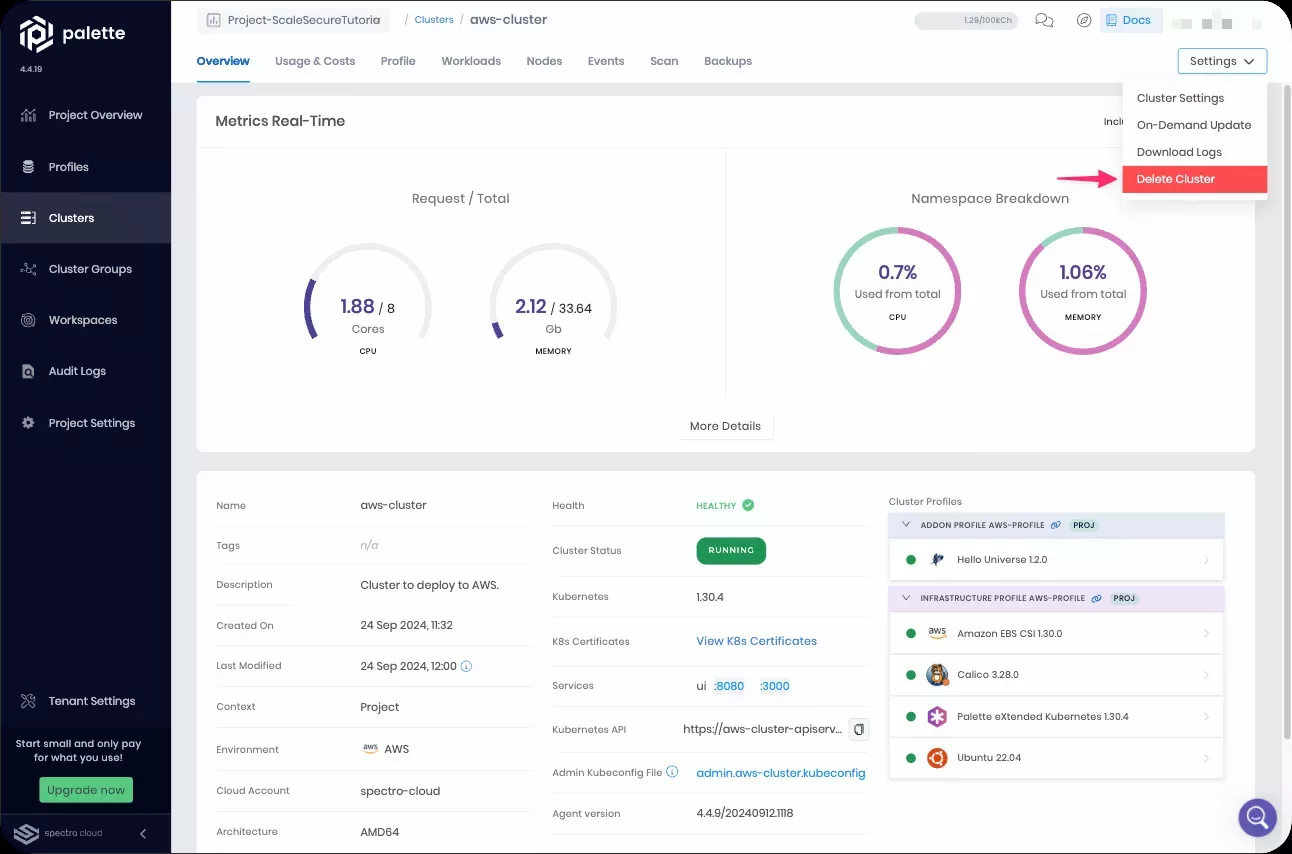 palette
4.4.19
Project Overview
Profiles
Clusters
Cluster Groups
Workspaces
Audit Logs
Project Settings
Tenant Settings
Start small and only pay
for what you use!
Upgrade now
spectro cloud
Project-ScaleSecureTutoria
/ Clusters / aws-cluster
1.29/100kCh
Docs
Overview
Usage & Costs
Profile
Workloads
Nodes
Events
Scan
Backups
Settings
Cluster Settings
On-Demand Update
Download Logs
Delete Cluster
Metrics Real-Time
Inclu
Request / Total
1.88 / 8
Cores
CPU
2.12 / 33.64
Gb
MEMORY
Namespace Breakdown
0.7%
Used from total
CPU
1.06%
Used from total
MEMORY
More Details
Name aws-cluster
Tags n/a
Description Cluster to deploy to AWS.
Created On 24 Sep 2024, 11:32
Last Modified 24 Sep 2024, 12:00
Context Project
Environment aws AWS
Cloud Account spectro-cloud
Architecture AMD64
Health HEALTHY
Cluster Status RUNNING
Kubernetes 1.30.4
K8s Certificates View K8s Certificates
Services ui :8080 :3000
Kubernetes API https://aws-cluster-apiserv...
Admin Kubeconfig File admin.aws-cluster.kubeconfig
Agent version 4.4.9/20240912.1118
Cluster Profiles
ADDON PROFILE AWS-PROFILE PROJ
Hello Universe 1.2.0
INFRASTRUCTURE PROFILE AWS-PROFILE PROJ
aws Amazon EBS CSI 1.30.0
Calico 3.28.0
Palette eXtended Kubernetes 1.30.4
Ubuntu 22.04